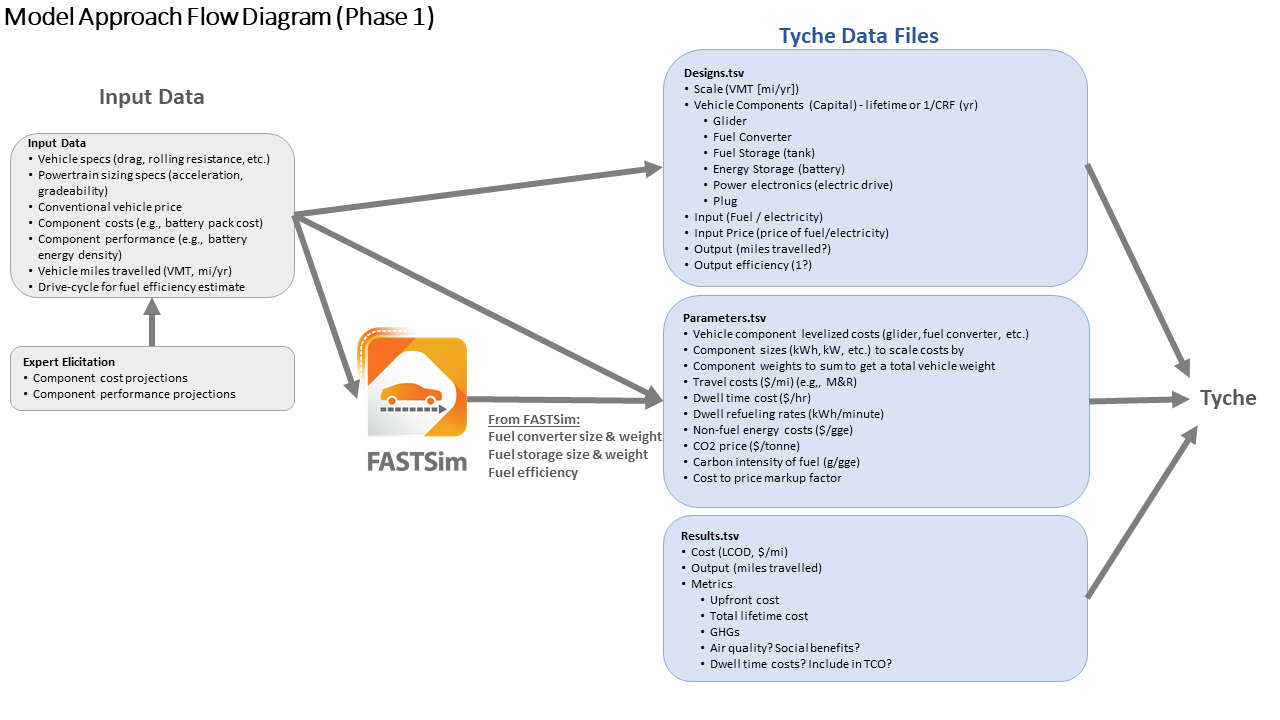 Model Approach Flow Diagram (Phase 1)
Input Data
Input Data
• Vehicle specs (drag, rolling resistance, etc.)
• Powertrain sizing specs (acceleration,
gradeability)
• Conventional vehicle price
• Component costs (e.g., battery pack cost)
• Component performance (e.g., battery
energy density)
• Vehicle miles travelled (VMT, mi/yr)
• Drive-cycle for fuel efficiency estimate
Expert Elicitation
• Component cost projections
• Component performance projections
FASTSim
From FASTSim:
Fuel converter size & weight
Fuel storage size & weight
Fuel efficiency
Tyche Data Files
Designs.tsv
• Scale (VMT [mi/yr])
• Vehicle Components (Capital) - lifetime or 1/CRF (yr)
• Glider
• Fuel Converter
• Fuel Storage (tank)
• Energy Storage (battery)
• Power electronics (electric drive)
• Plug
• Input (Fuel / electricity)
• Input Price (price of fuel/electricity)
• Output (miles travelled?)
• Output efficiency (1?)
Parameters.tsv
• Vehicle component levelized costs (glider, fuel converter, etc.)
• Component sizes (kWh, kW, etc.) to scale costs by
• Component weights to sum to get a total vehicle weight
• Travel costs ($/mi) (e.g,, M&R)
• Dwell time cost ($/hr)
• Dwell refueling rates (kWh/minute)
• Non-fuel energy costs ($/gge)
• CO2 price ($/tonne)
• Carbon intensity of fuel (g/gge)
• Cost to price markup factor
Results.tsv
• Cost (LCOD, $/mi)
• Output (miles travelled)
• Metrics
• Upfront cost
• Total lifetime cost
• GHGs
• Air quality? Social benefits?
• Dwell time costs? Include in TCO?
Tyche